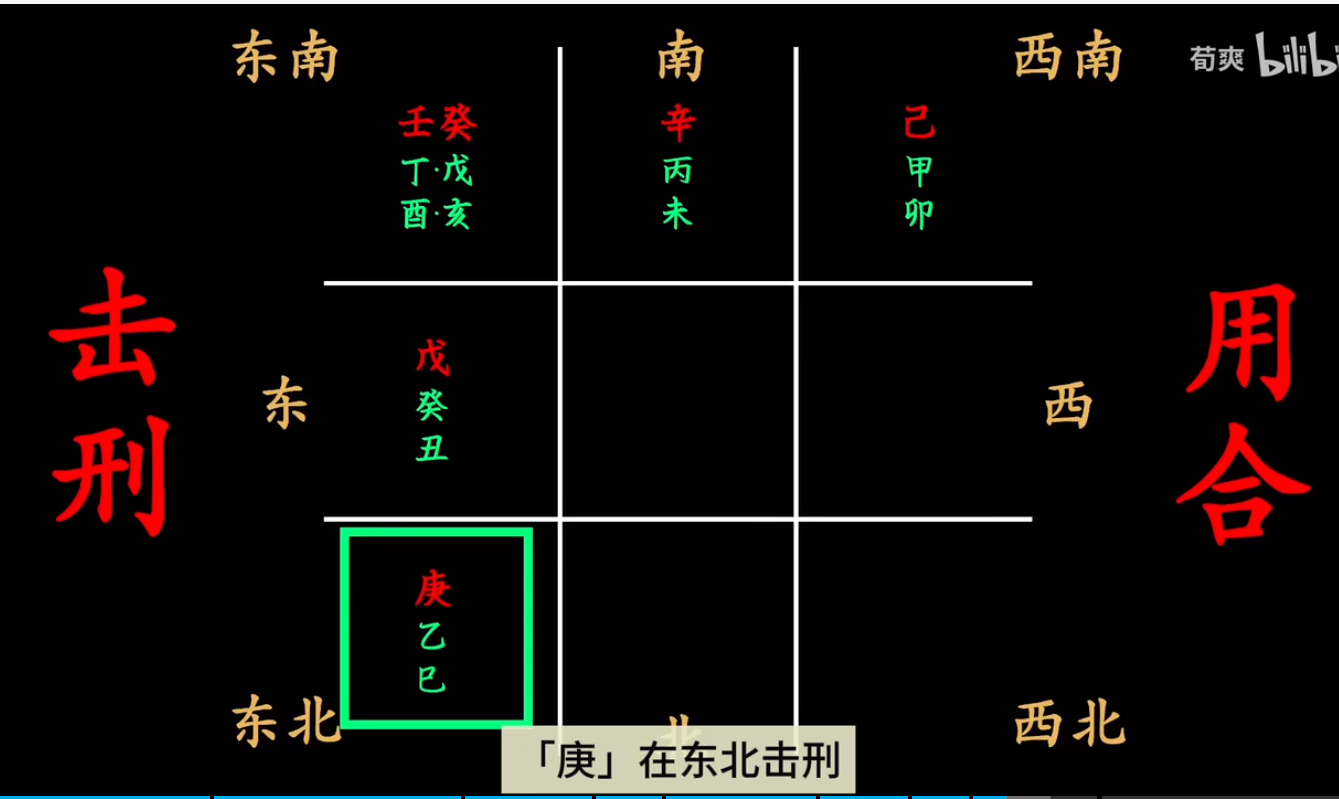 东南
南
西南
荀爽 bilibi
壬癸
辛
己
丁·戊
丙
甲
酉·亥
未
卯
击刑
用合
东
戊
癸
丑
西
庚
乙
巳
东北
北
西北
「庚」在东北击刑